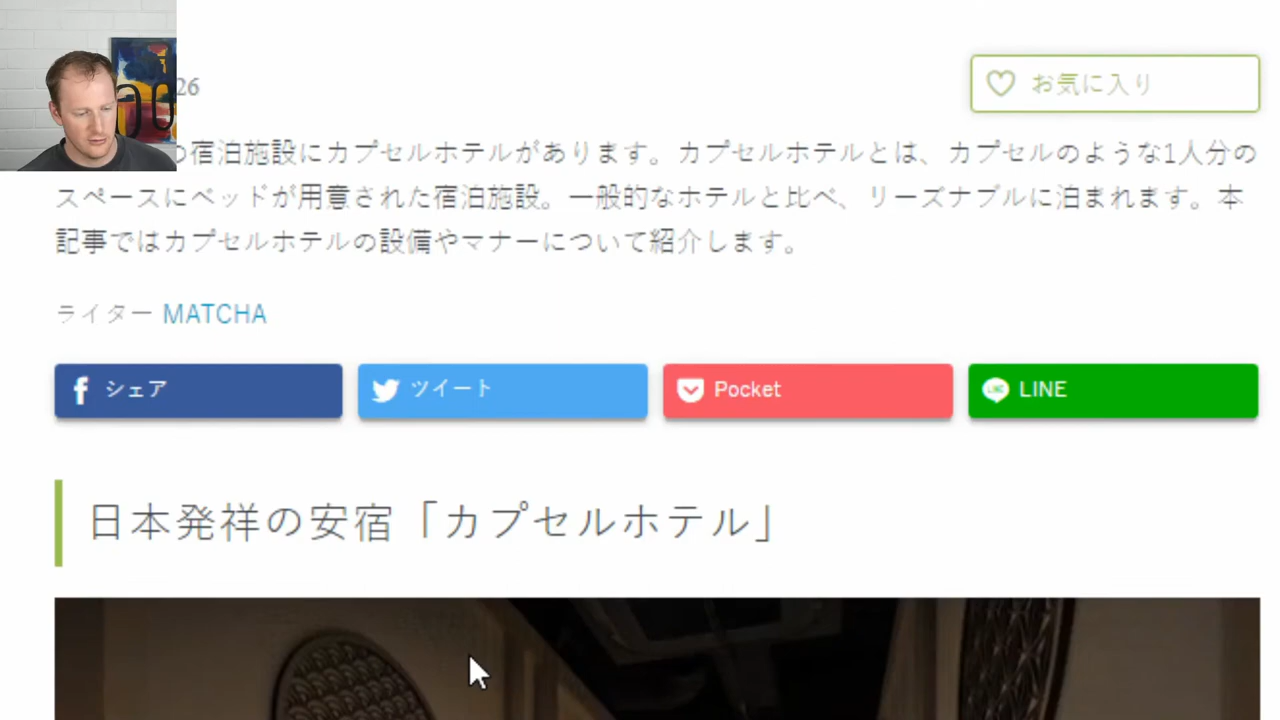 26
お気に入り
の宿泊施設にカプセルホテルがあります。カプセルホテルとは、カプセルのような1人分の
スペースにベッドが用意された宿泊施設。一般的なホテルと比べ、リーズナブルに泊まれます。本
記事ではカプセルホテルの設備やマナーについて紹介します。
ライター MATCHA
シェア
ツイート
Pocket
LINE
日本発祥の安宿「カプセルホテル」